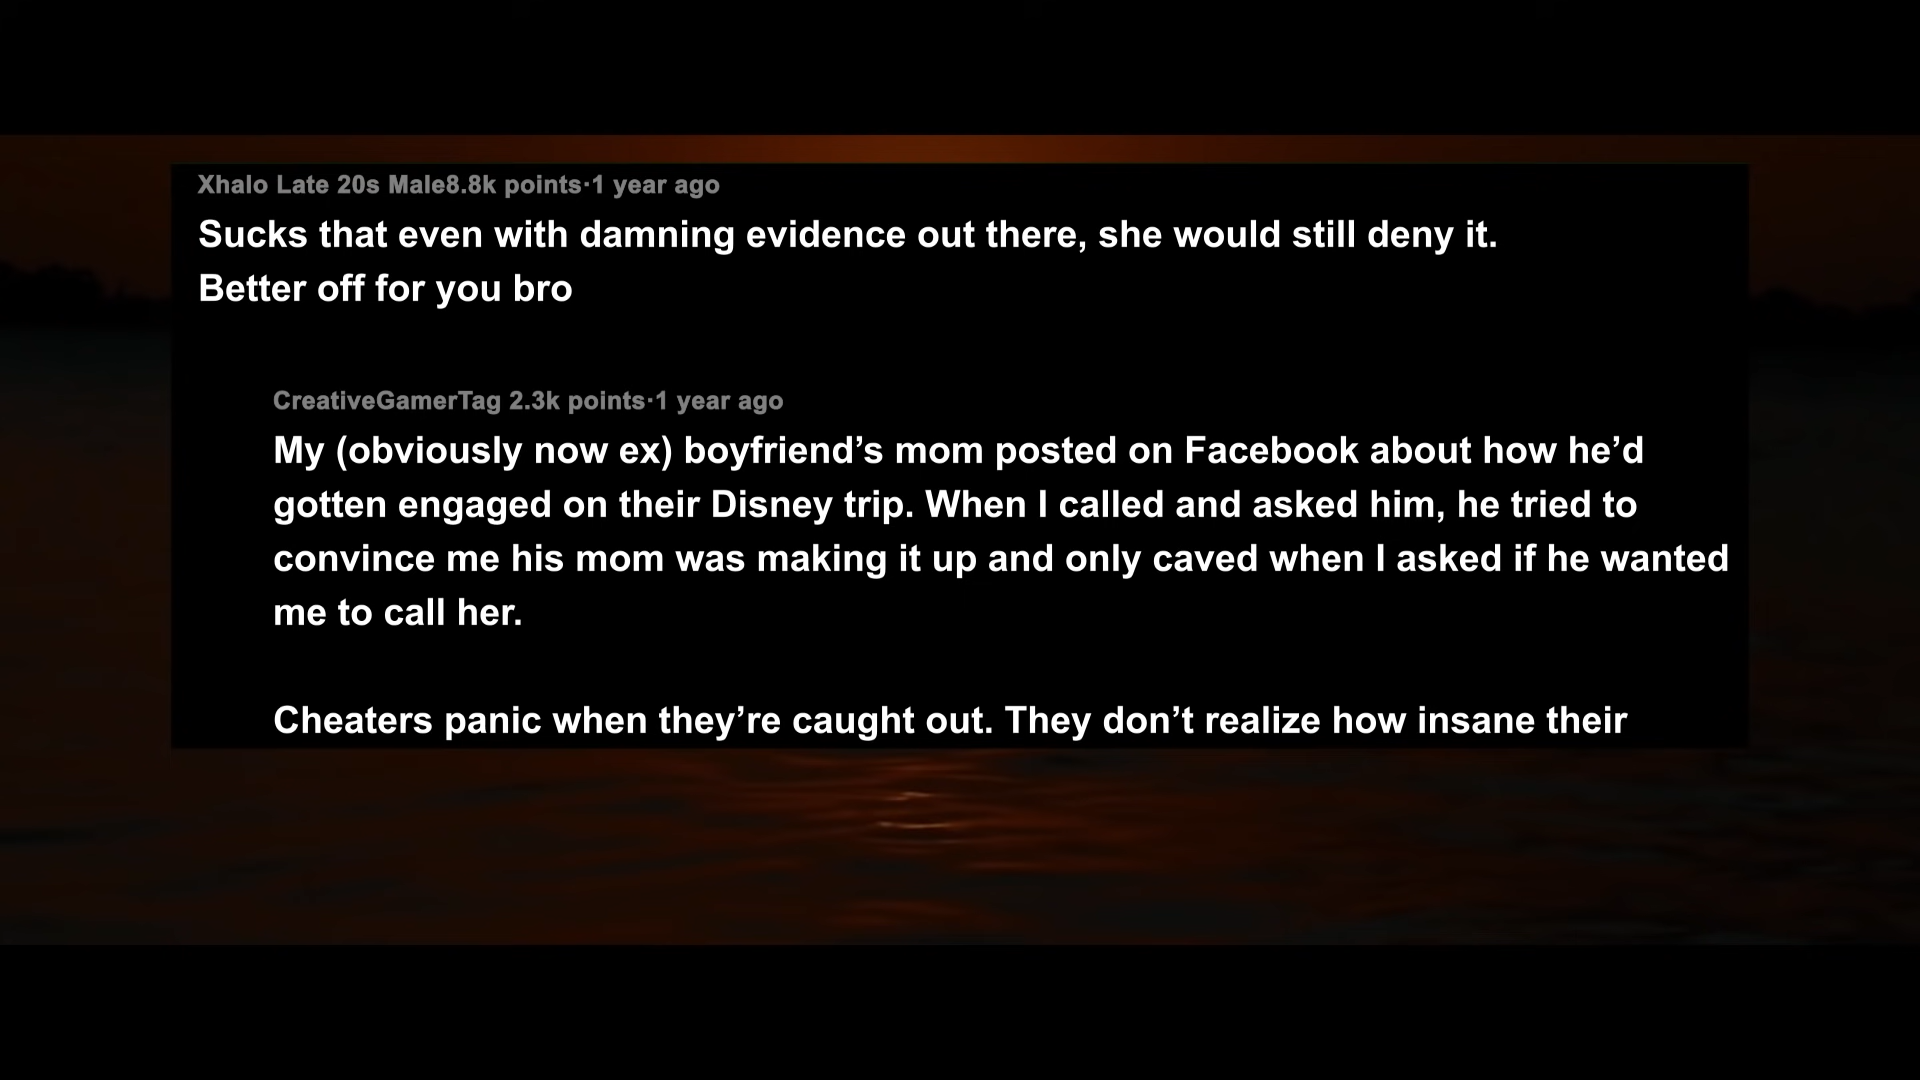 Xhalo Late 20s Male8.8k points·1 year ago
Sucks that even with damning evidence out there, she would still deny it.
Better off for you bro
CreativeGamerTag 2.3k points·1 year ago
My (obviously now ex) boyfriend’s mom posted on Facebook about how he’d
gotten engaged on their Disney trip. When I called and asked him, he tried to
convince me his mom was making it up and only caved when I asked if he wanted
me to call her.
Cheaters panic when they’re caught out. They don’t realize how insane their